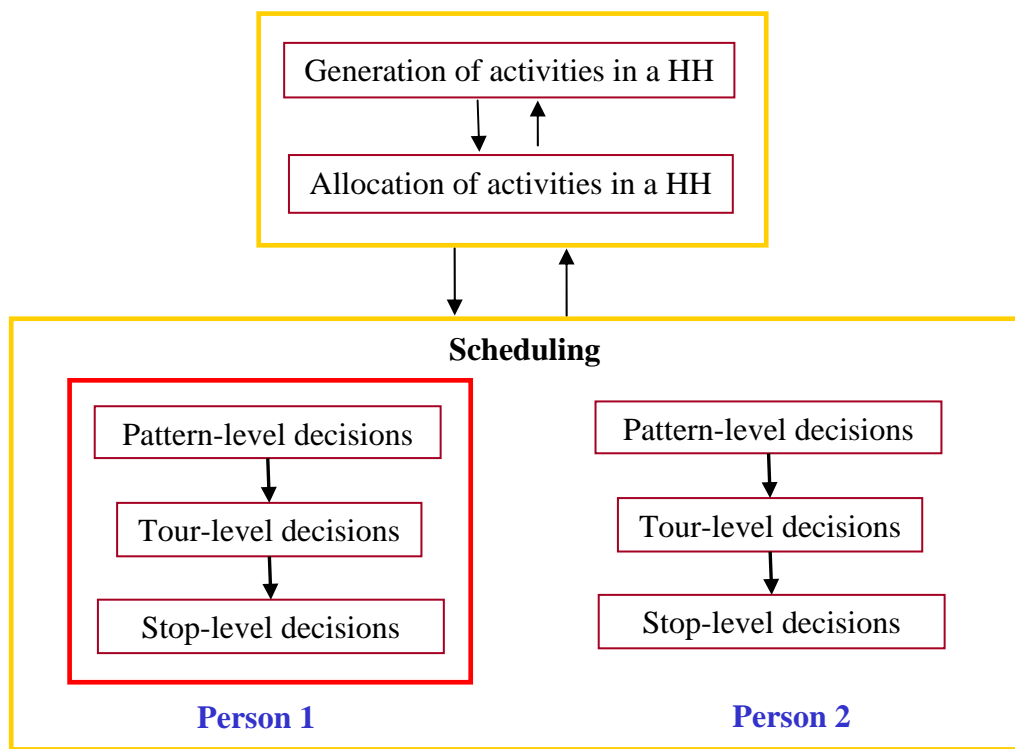 Generation of activities in a HH
Allocation of activities in a HH
Scheduling
Pattern-level decisions
Tour-level decisions
Stop-level decisions
Person 1
Pattern-level decisions
Tour-level decisions
Stop-level decisions
Person 2